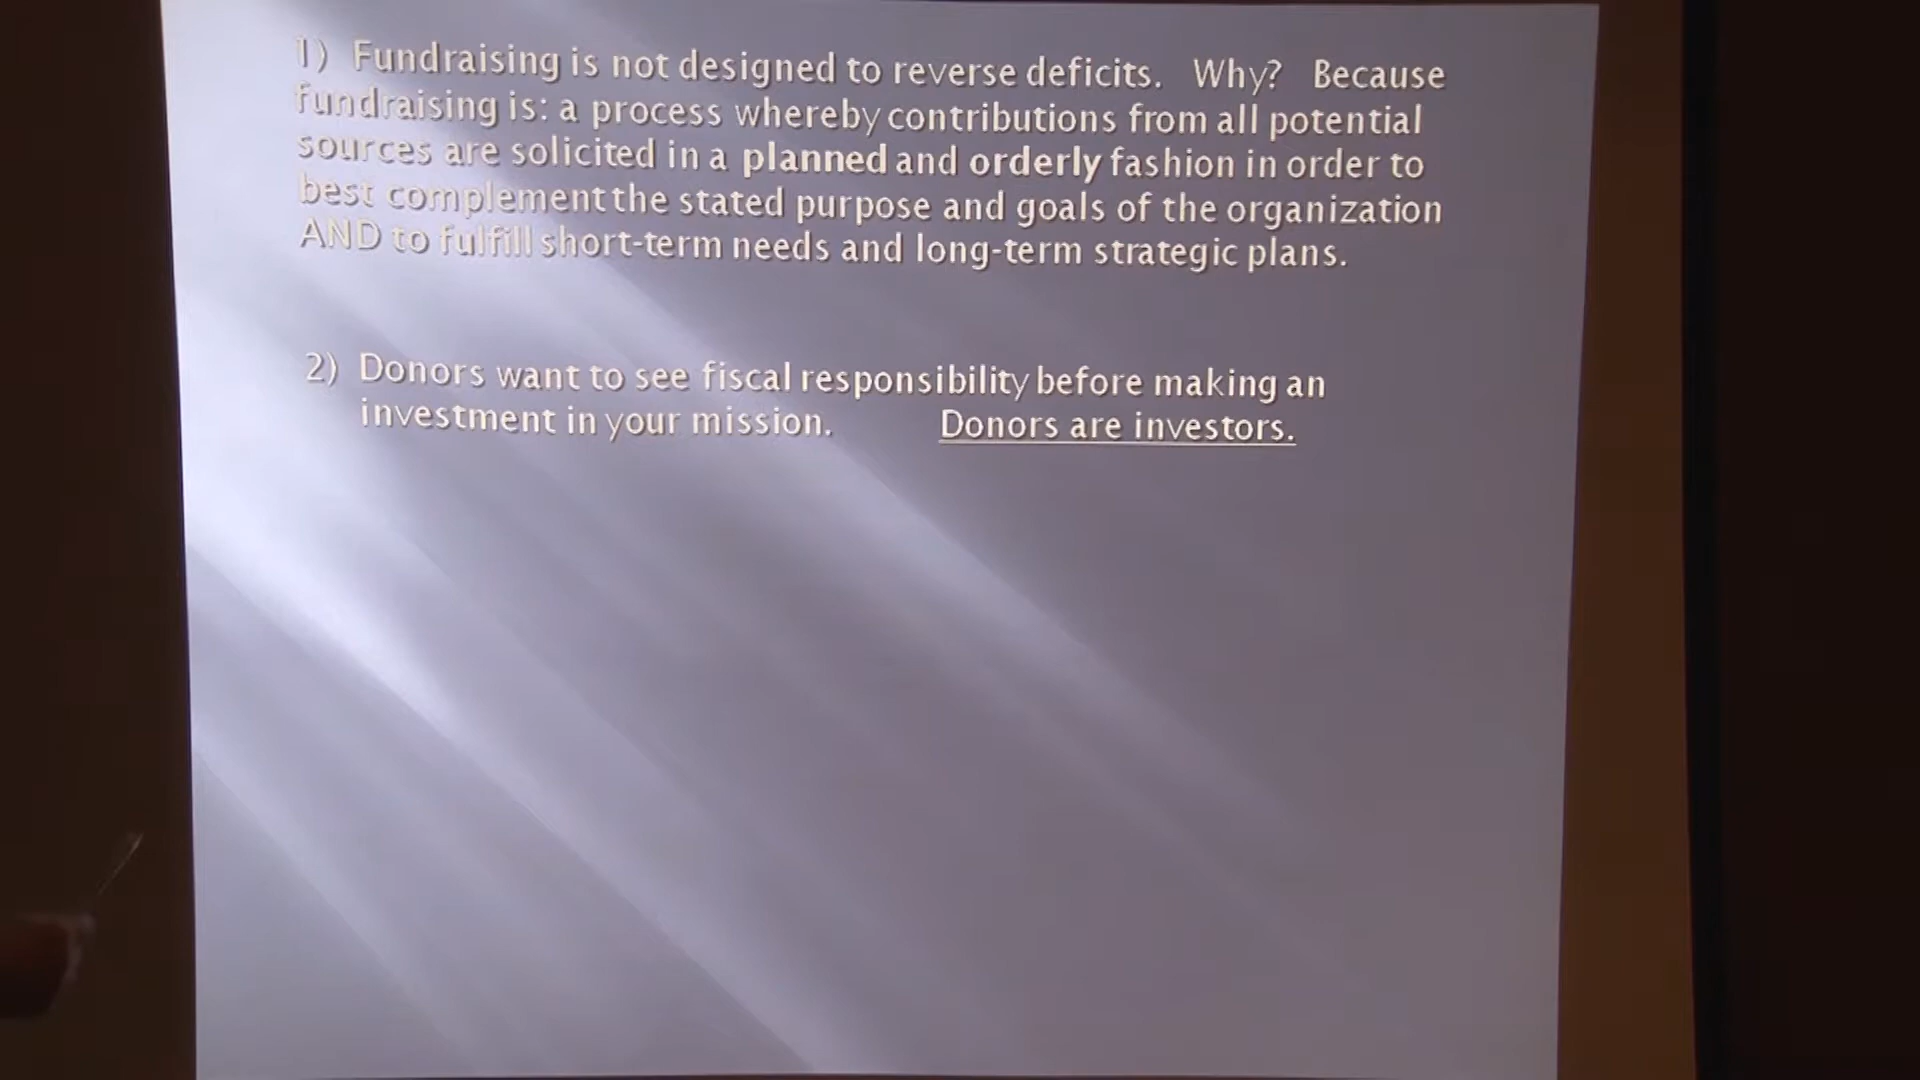 1) Fundraising is not designed to reverse deficits. Why? Because
fundraising is: a process whereby contributions from all potential
sources are solicited in a planned and orderly fashion in order to
best complement the stated purpose and goals of the organization
AND to fulfill short-term needs and long-term strategic plans.
2) Donors want to see fiscal responsibility before making an
investment in your mission. Donors are investors.